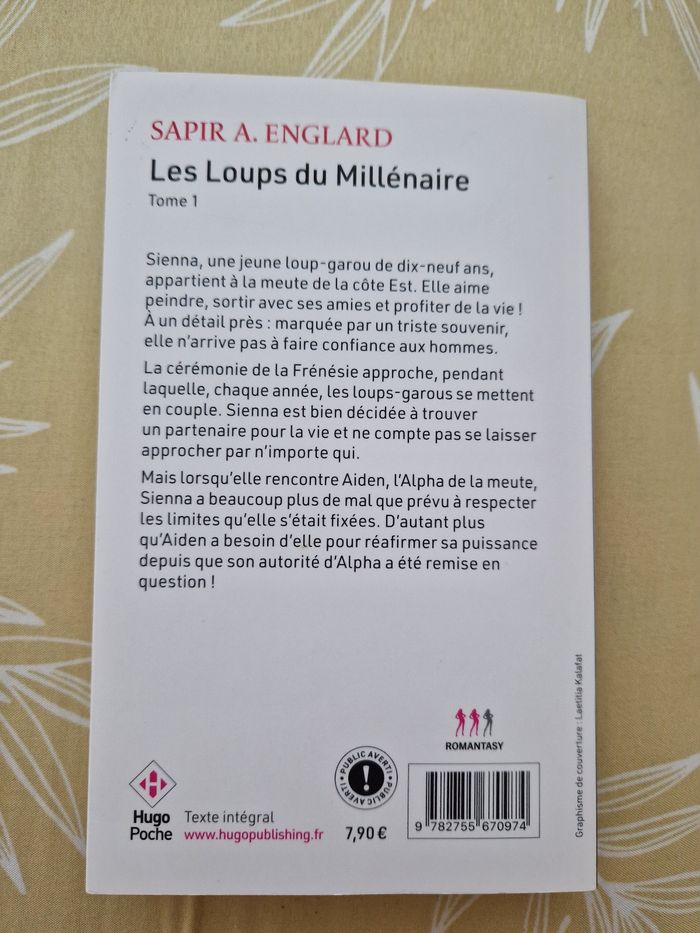 SAPIR A. ENGLARD
Les Loups du Millénaire
Tome 1
Sienna, une jeune loup-garou de dix-neuf ans,
appartient à la meute de la côte Est. Elle aime
peindre, sortir avec ses amies et profiter de la vie !
À un détail près : marquée par un triste souvenir,
elle n’arrive pas à faire confiance aux hommes.
La cérémonie de la Frénésie approche, pendant
laquelle, chaque année, les loups-garous se mettent
en couple. Sienna est bien décidée à trouver
un partenaire pour la vie et ne compte pas se laisser
approcher par n’importe qui.
Mais lorsqu’elle rencontre Aiden, l’Alpha de la meute,
Sienna a beaucoup plus de mal que prévu à respecter
les limites qu’elle s’était fixées. D’autant plus
qu’Aiden a besoin d’elle pour réafirmer sa puissance
depuis que son autorité d’Alpha a été remise en
question !
Graphisme de couverture : Laetitia Kalafat
ROMANTASY
PUBLIC AVERTI • PUBLIC AVERTI •
!
H
Hugo
Poche
Texte intégral
www.hugopublishing.fr
7,90 €
9 782755 670974